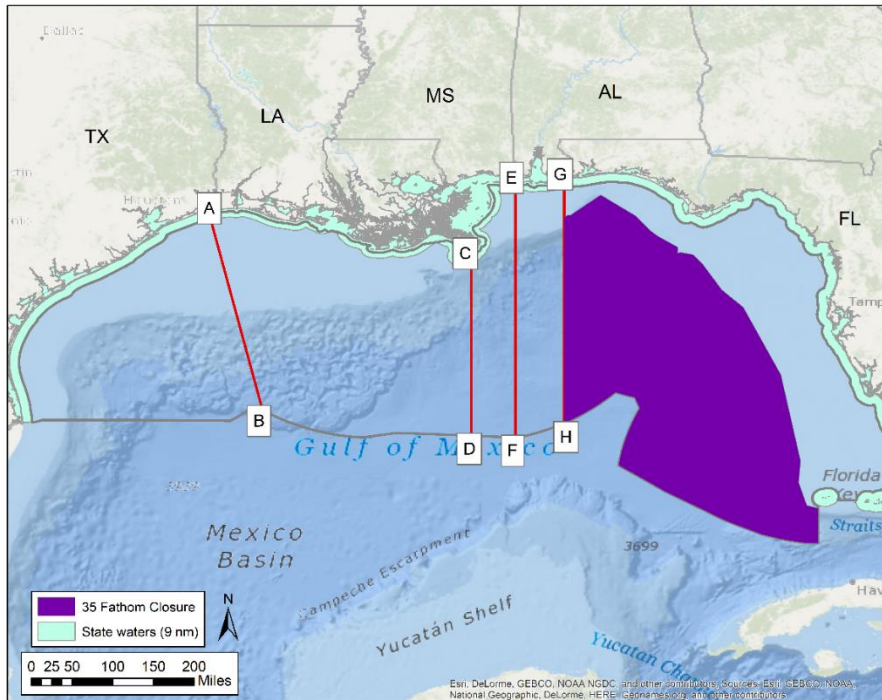 Dallas
MS
AL
LA
TX
Houston
E
G
A
FL
C
Tampa
B
D
F
H
Gulf of Mexico
Florida
Keys
Mexico
Basin
Straits
Campeche Escarpment
3699
35 Fathom Closure
State waters (9 nm)
N
Yucatán Shelf
0 25 50 100 150 200
Miles
Yucatan Cha
Hav
Esri, DeLorme, GEBCO, NOAA NGDC, and other contributors, Sources: Esri, GEBCO, NOAA,
National Geographic, DeLorme, HERE, Geonames.org, and other contributors